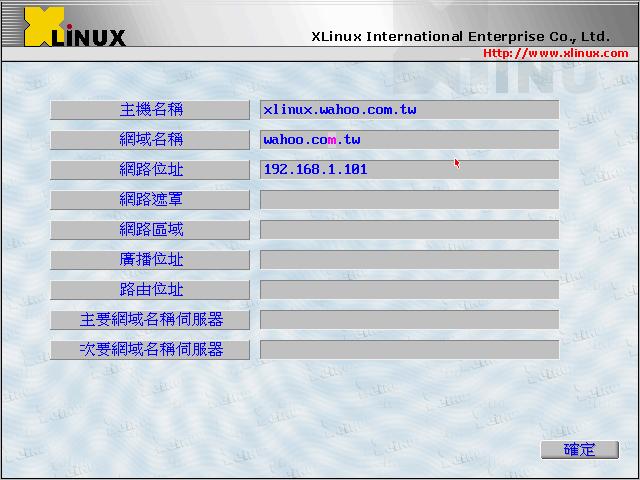 XLiNUX
XLinux International Enterprise Co., Ltd.
Http://www.xlinux.com
主機名稱 xlinux.wahoo.com.tw
網域名稱 wahoo.com.tw
網路位址 192.168.1.101
網路遮罩
網路區域
廣播位址
路由位址
主要網域名稱伺服器
次要網域名稱伺服器
確定